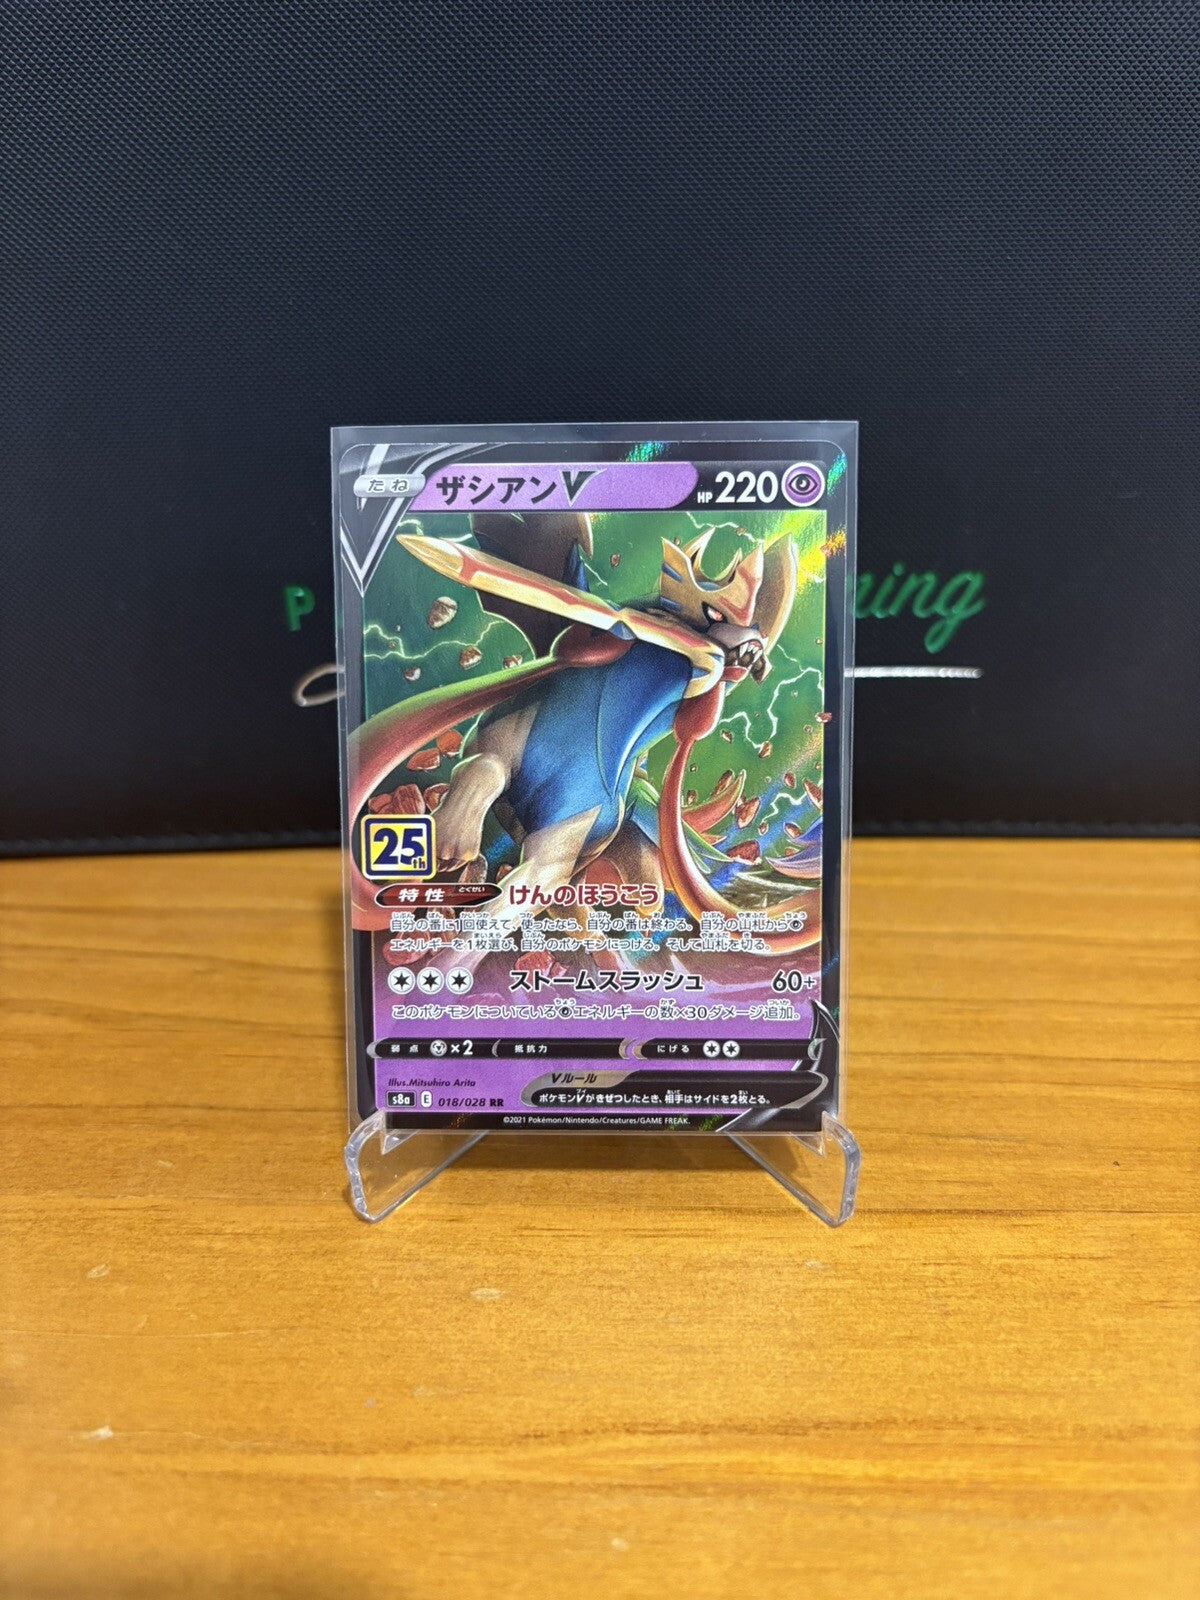 たね ザシアンV HP 220
P ning
25th
特性 とくせい けんのほうこう
自分の番に1回使えて、使ったなら、自分の番は終わる。自分の山札から
エネルギーを1枚選び、自分のポケモンにつける。そして山札を切る。
ストームスラッシュ 60+
このポケモンについているエネルギーの数×30ダメージ追加。
弱点 ×2 抵抗力 にげる
Vルール
Illus.Mitsuhiro Arita
ポケモンVがきぜつしたとき、相手はサイドを2枚とる。
s8a E 018/028 RR
©2021 Pokémon/Nintendo/Creatures/GAME FREAK.